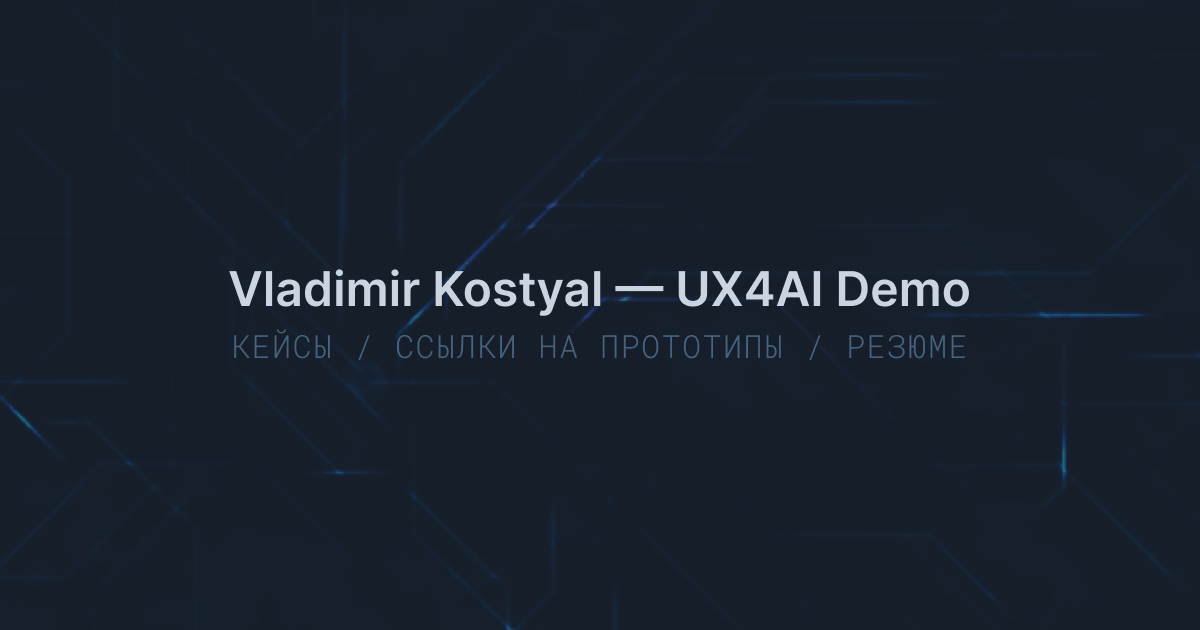 Vladimir Kostyal — UX4AI Demo
КЕЙСЫ / ССЫЛКИ НА ПРОТОТИПЫ / РЕЗЮМЕ